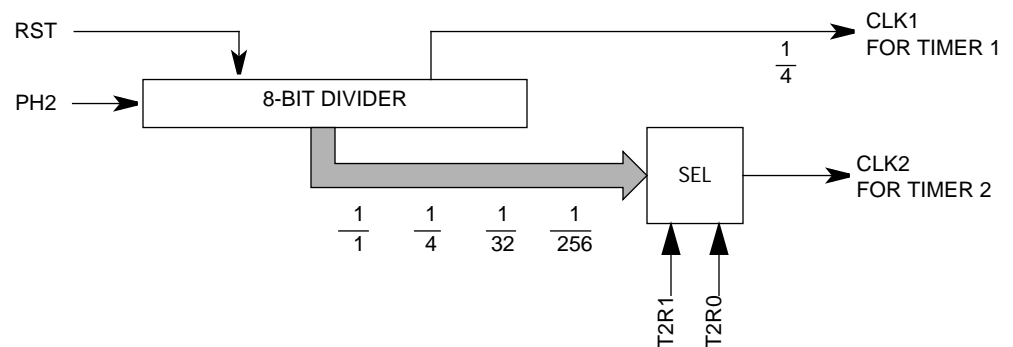 RST
CLK1
FOR TIMER 1
1
4
PH2
8-BIT DIVIDER
SEL
CLK2
FOR TIMER 2
1 1 1 1
1 4 32 256
T2R1
T2R0